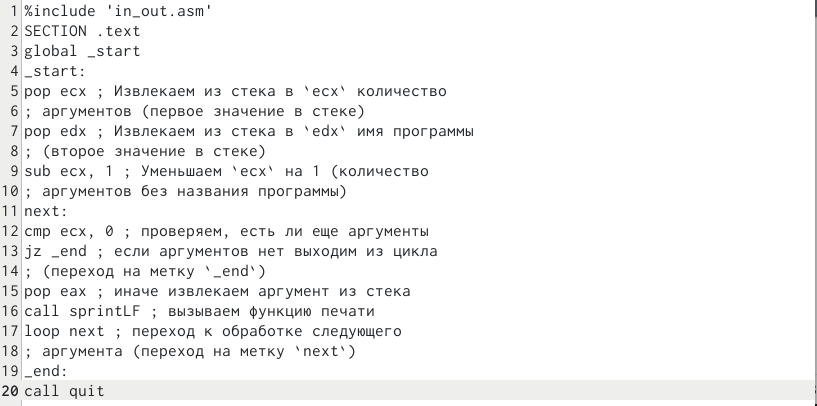 1 %include 'in_out.asm'
2 SECTION .text
3 global _start
4 _start:
5 pop ecx ; Извлекаем из стека в `ecx` количество
6 ; аргументов (первое значение в стеке)
7 pop edx ; Извлекаем из стека в `edx` имя программы
8 ; (второе значение в стеке)
9 sub ecx, 1 ; Уменьшаем `ecx` на 1 (количество
10 ; аргументов без названия программы)
11 next:
12 cmp ecx, 0 ; проверяем, есть ли еще аргументы
13 jz _end ; если аргументов нет выходим из цикла
14 ; (переход на метку `_end`)
15 pop eax ; иначе извлекаем аргумент из стека
16 call sprintLF ; вызываем функцию печати
17 loop next ; переход к обработке следующего
18 ; аргумента (переход на метку `next`)
19 _end:
20 call quit